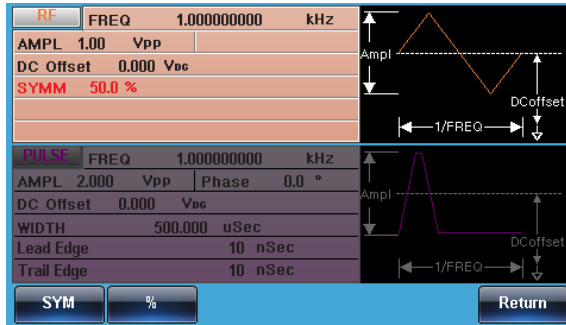 RF FREQ 1.000000000 kHz
AMPL 1.00 Vpp
DC Offset 0.000 VDC
SYMM 50.0 %
Ampl
DCoffset
1/FREQ
PULSE FREQ 1.000000000 kHz
AMPL 2.000 Vpp Phase 0.0 °
DC Offset 0.000 VDC
WIDTH 500.000 uSec
Lead Edge 10 nSec
Trail Edge 10 nSec
Ampl
DCoffset
1/FREQ
SYM % Return